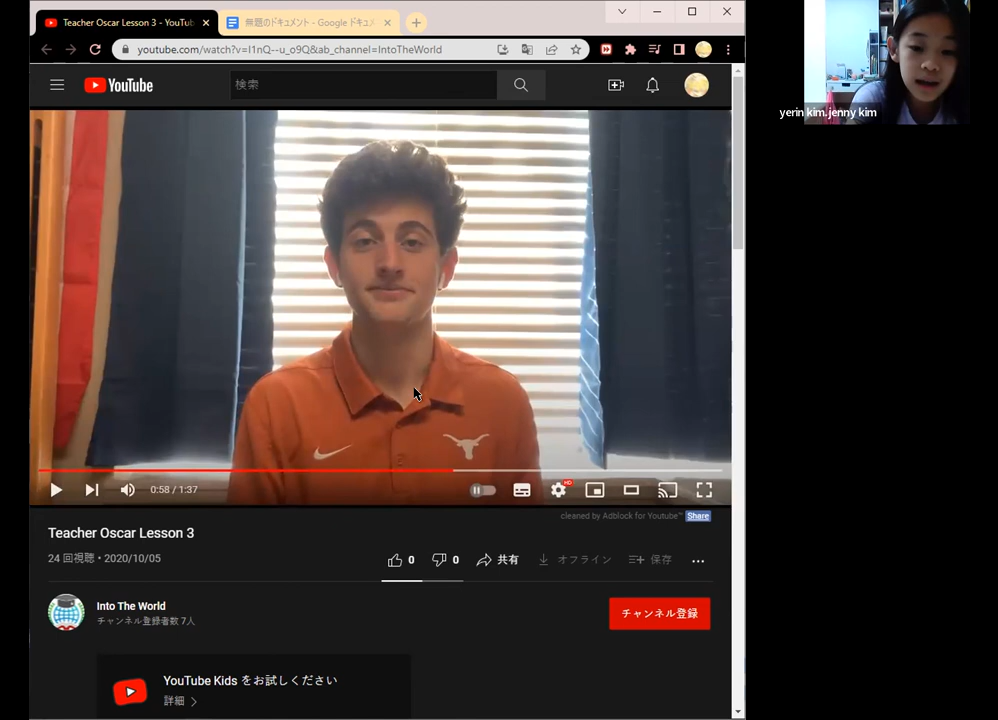 Teacher Oscar Lesson 3 - YouTub
無題のドキュメント - Google ドキュメ
youtube.com/watch?v=I1nQ--u_o9Q&ab_channel=IntoTheWorld
YouTube
検索
yerin kim.jenny kim
0:58 / 1:37
HD
cleaned by Adblock for Youtube™ Share
Teacher Oscar Lesson 3
24 回視聴・2020/10/05
0 0 共有 オフライン 保存
Into The World
チャンネル登録者数 7人
チャンネル登録
YouTube Kids をお試しください
詳細